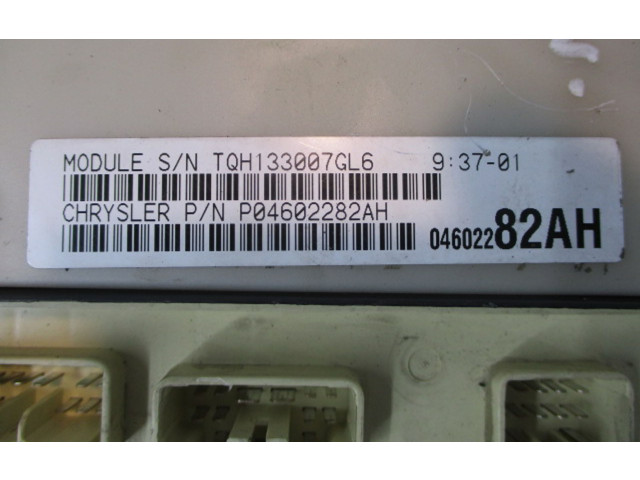 MODULE S/N TQH133007GL6 9:37-01
CHRYSLER P/N P04602282AH
04602282AH